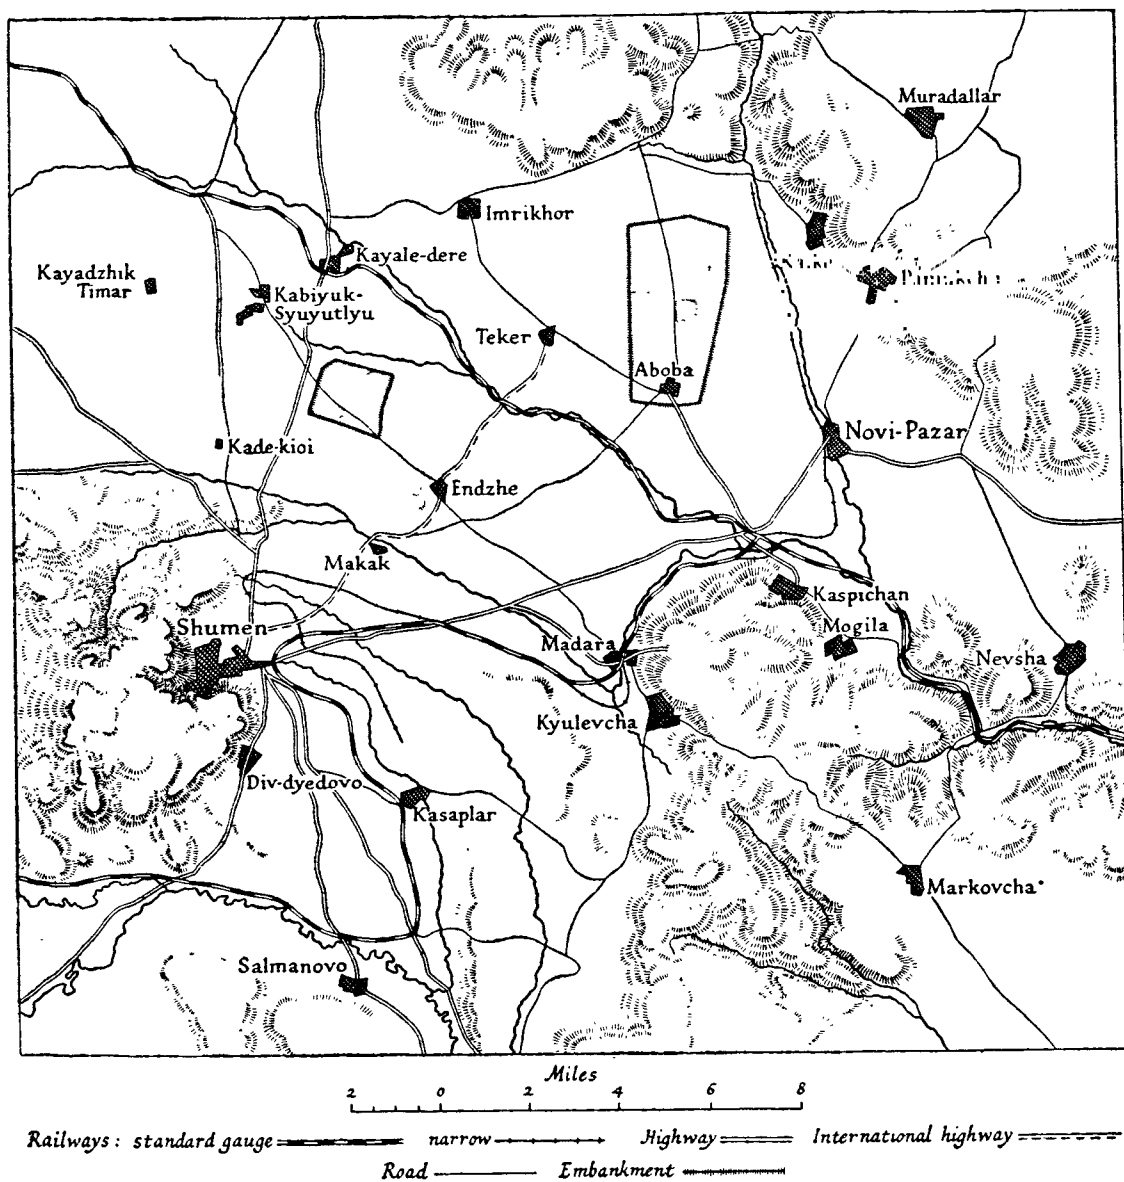 Muradallar
Imrikhor
Kayale-dere
Kayadzhik
Timar
Kabiyuk-
Syuyutlyu
Teker
Aboba
Novi-Pazar
Kade-kioi
Endzhe
Makak
Kaspichan
Shumen
Mogila
Madara
Nevsha
Kyulevcha
Div-dyedovo
Kasaplar
Markovcha
Salmanovo
Miles
2 0 2 4 6 8
Railways: standard gauge narrow Highway International highway
Road Embankment